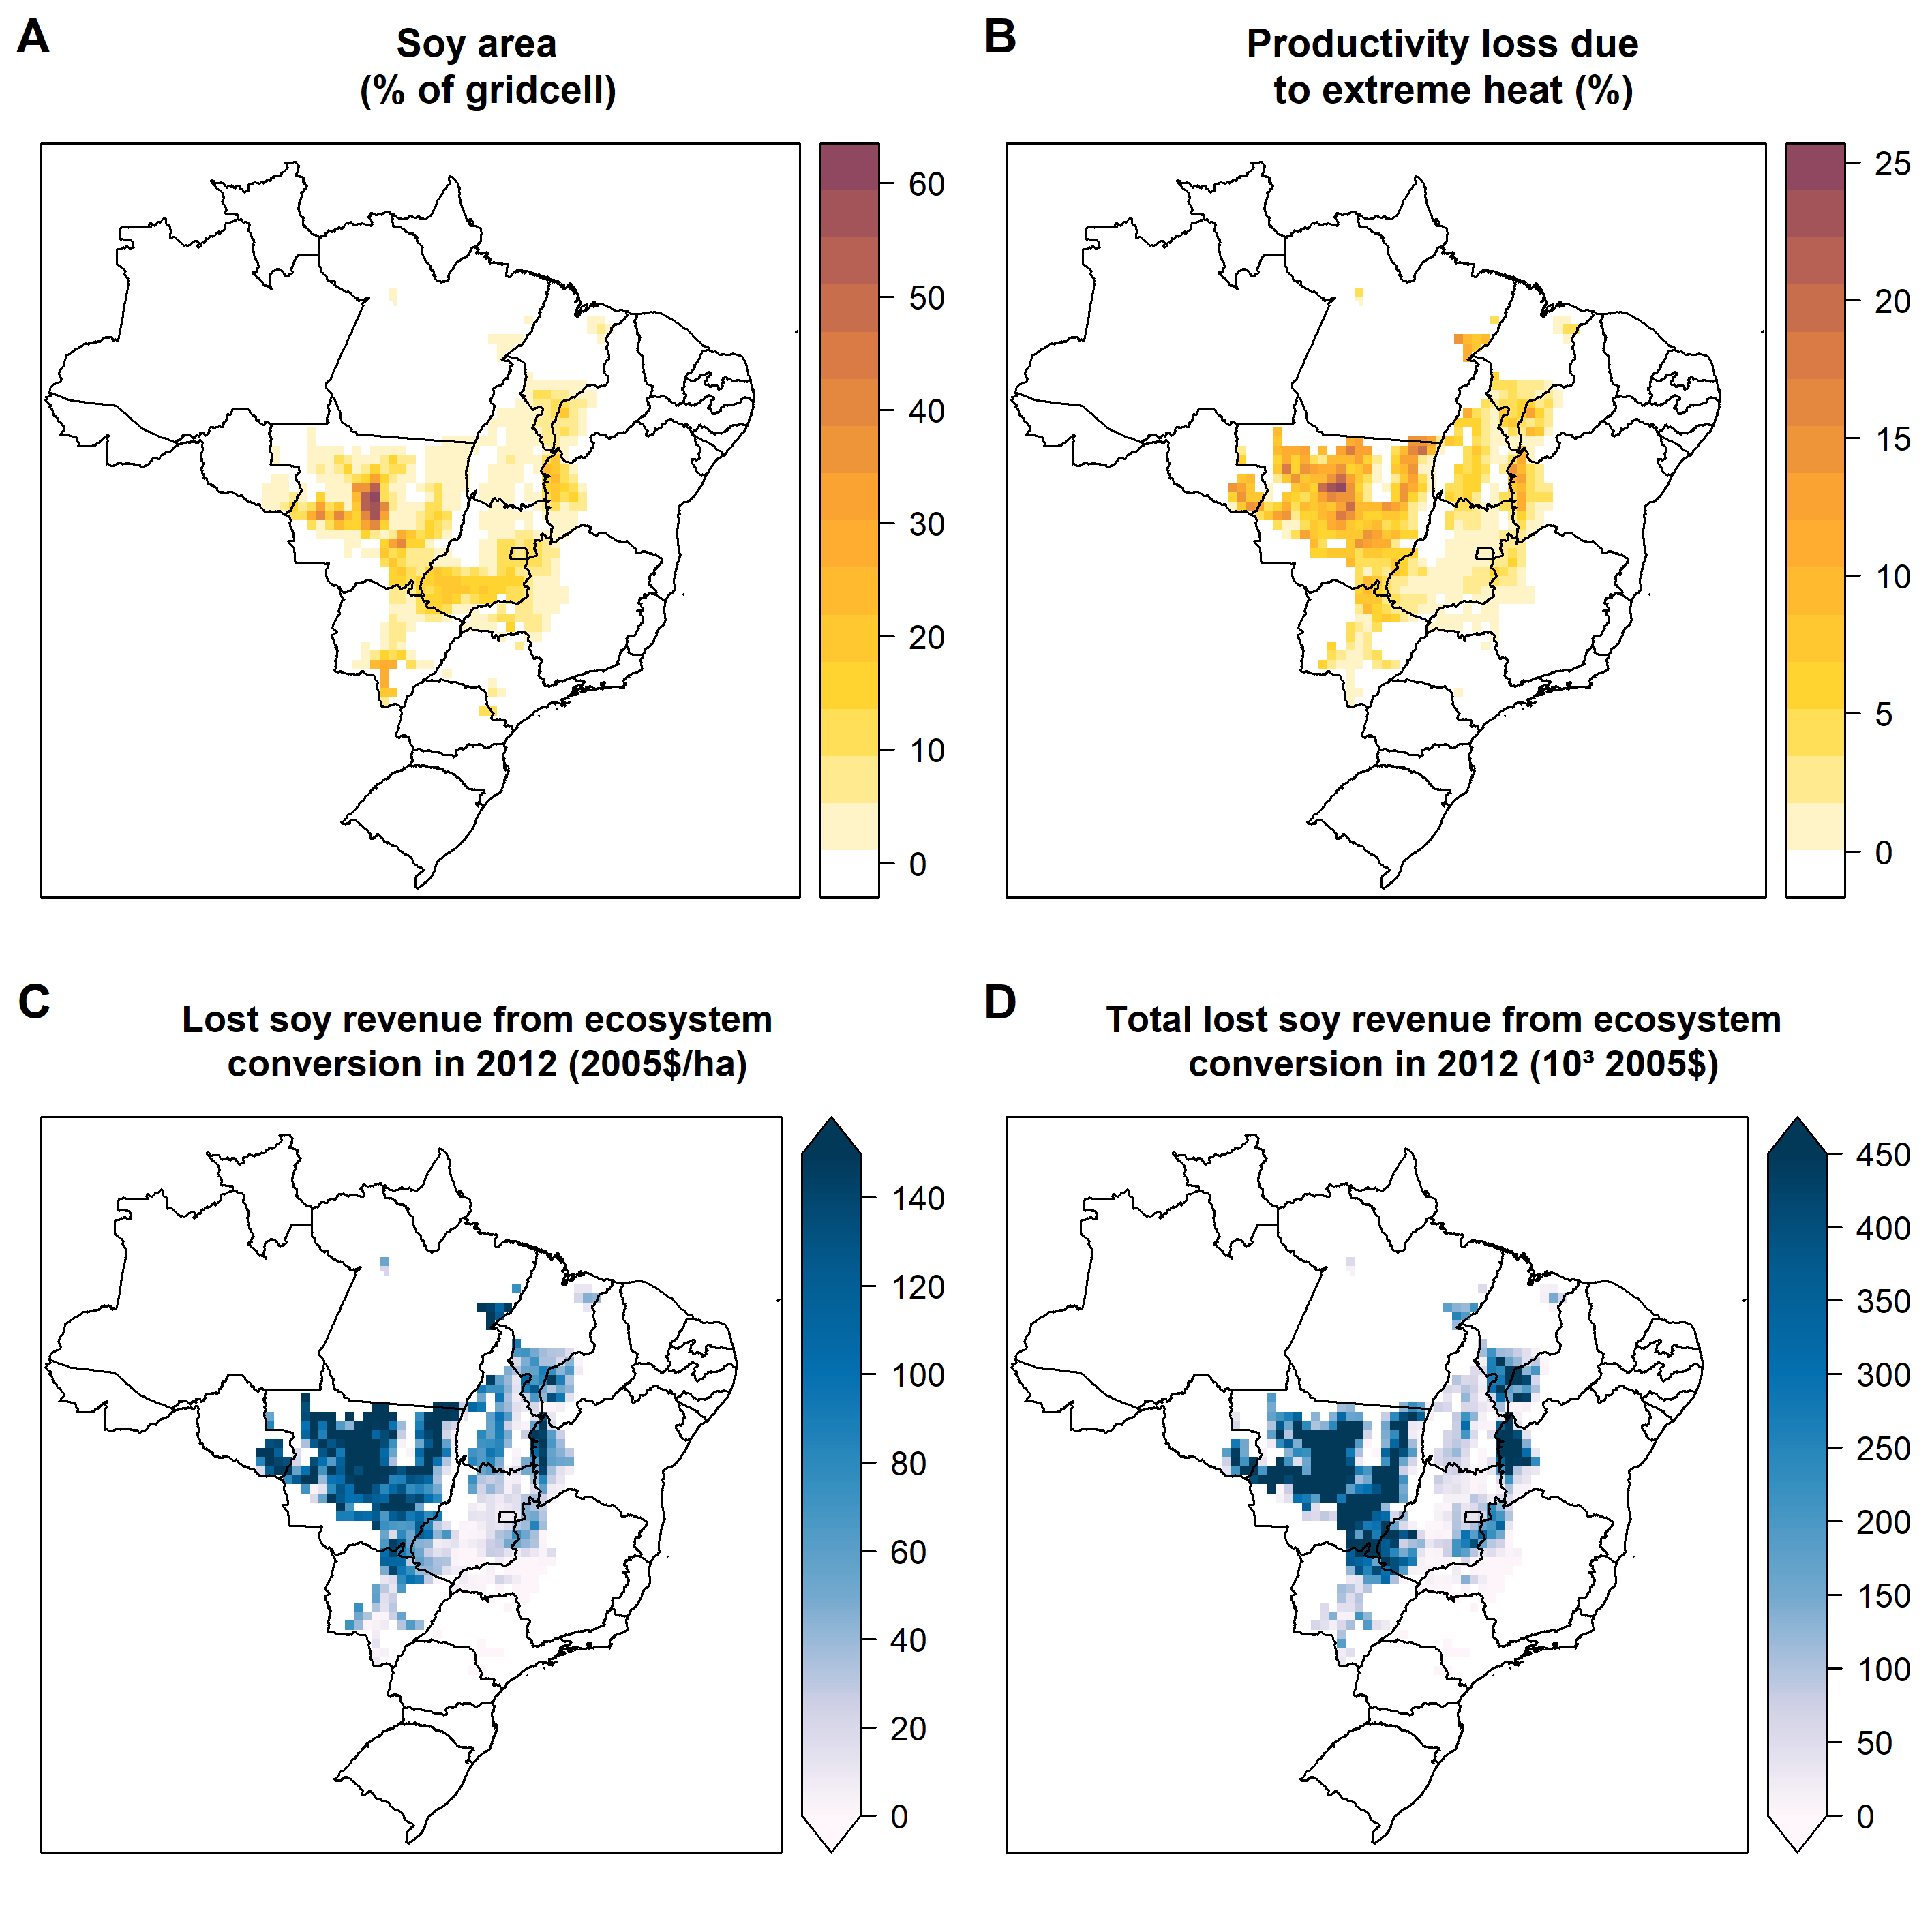 A
Soy area
(% of gridcell)
60
50
40
30
20
10
0
B
Productivity loss due
to extreme heat (%)
25
20
15
10
5
0
C
Lost soy revenue from ecosystem
conversion in 2012 (2005$/ha)
140
120
100
80
60
40
20
0
D
Total lost soy revenue from ecosystem
conversion in 2012 (10³ 2005$)
450
400
350
300
250
200
150
100
50
0